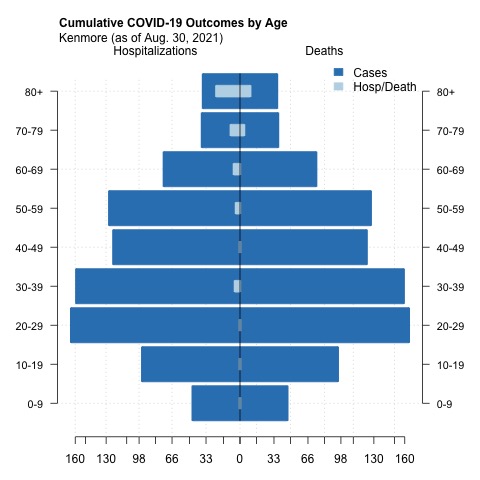 Cumulative COVID-19 Outcomes by Age
Kenmore (as of Aug. 30, 2021)
Hospitalizations Deaths
Cases
Hosp/Death
80+ 80+
70-79 70-79
60-69 60-69
50-59 50-59
40-49 40-49
30-39 30-39
20-29 20-29
10-19 10-19
0-9 0-9
160 130 98 66 33 0 33 66 98 130 160